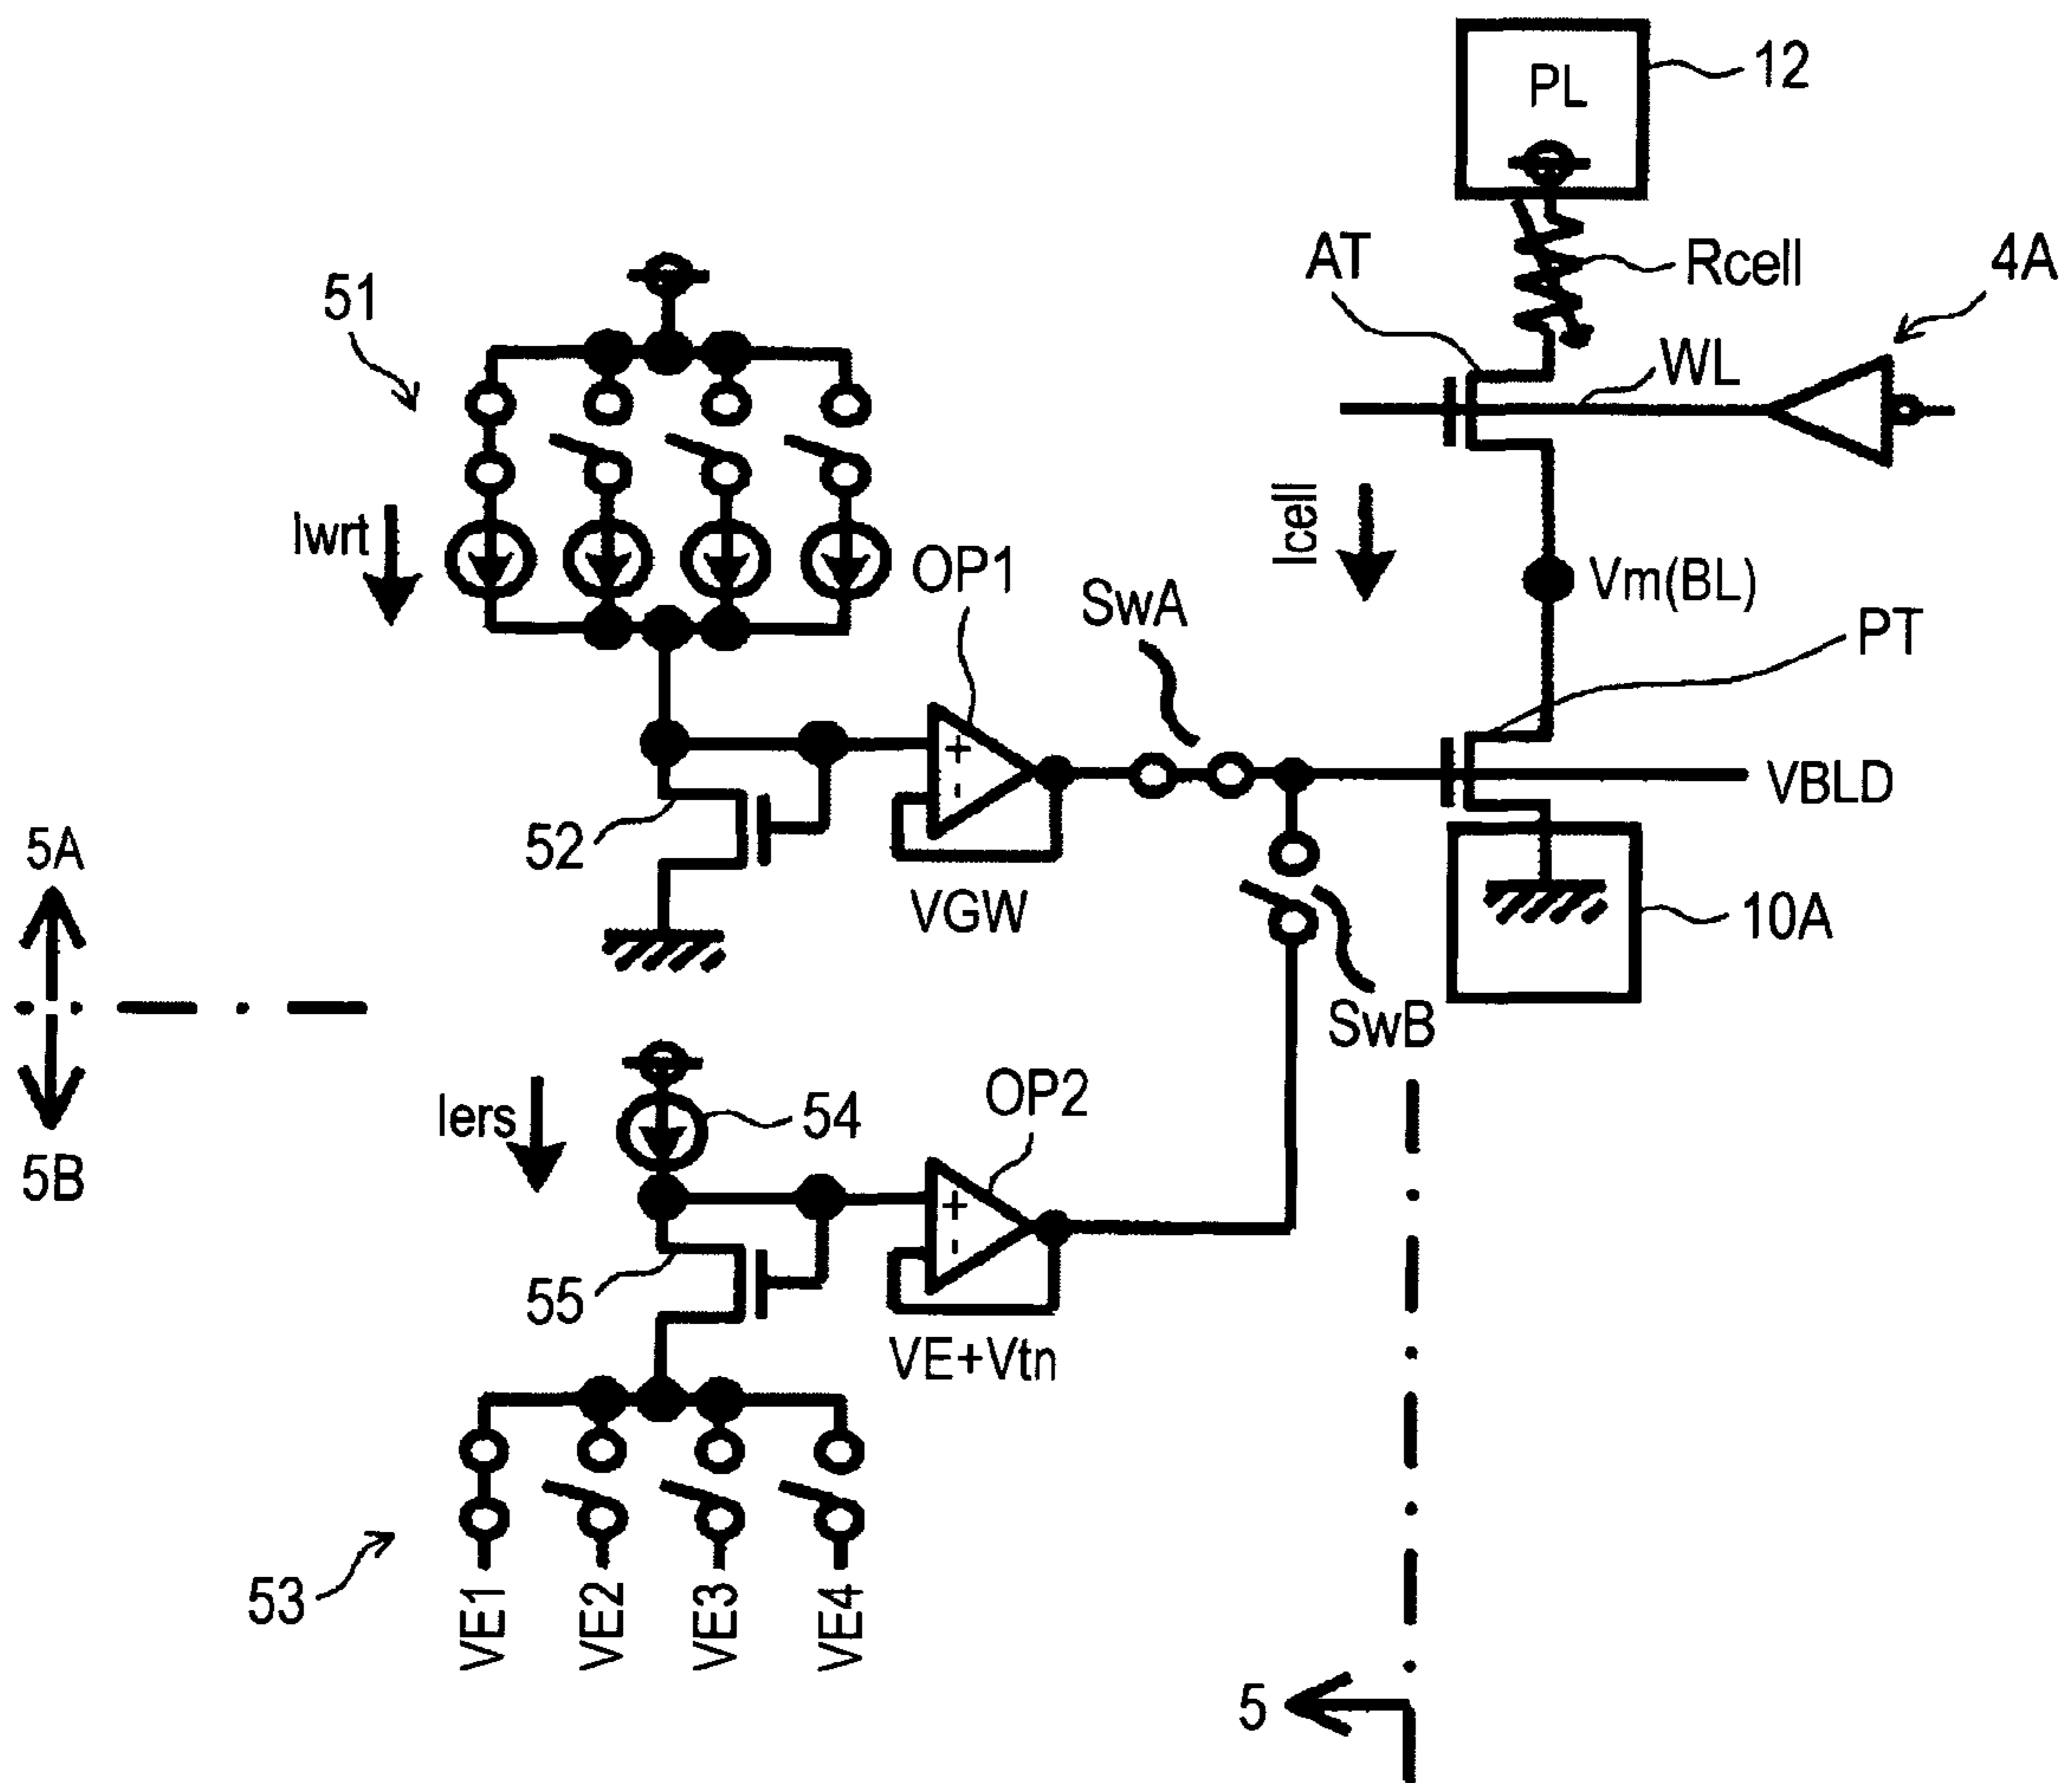 12
PL
AT
Rcell
4A
51
WL
Iwrt
OP1
Icell
SwA
Vm(BL)
PT
+
-
VBLD
52
5A
VGW
10A
SwB
5B
Iers
54
OP2
+
-
55
VE+Vtn
53
VE1
VE2
VE3
VE4
5